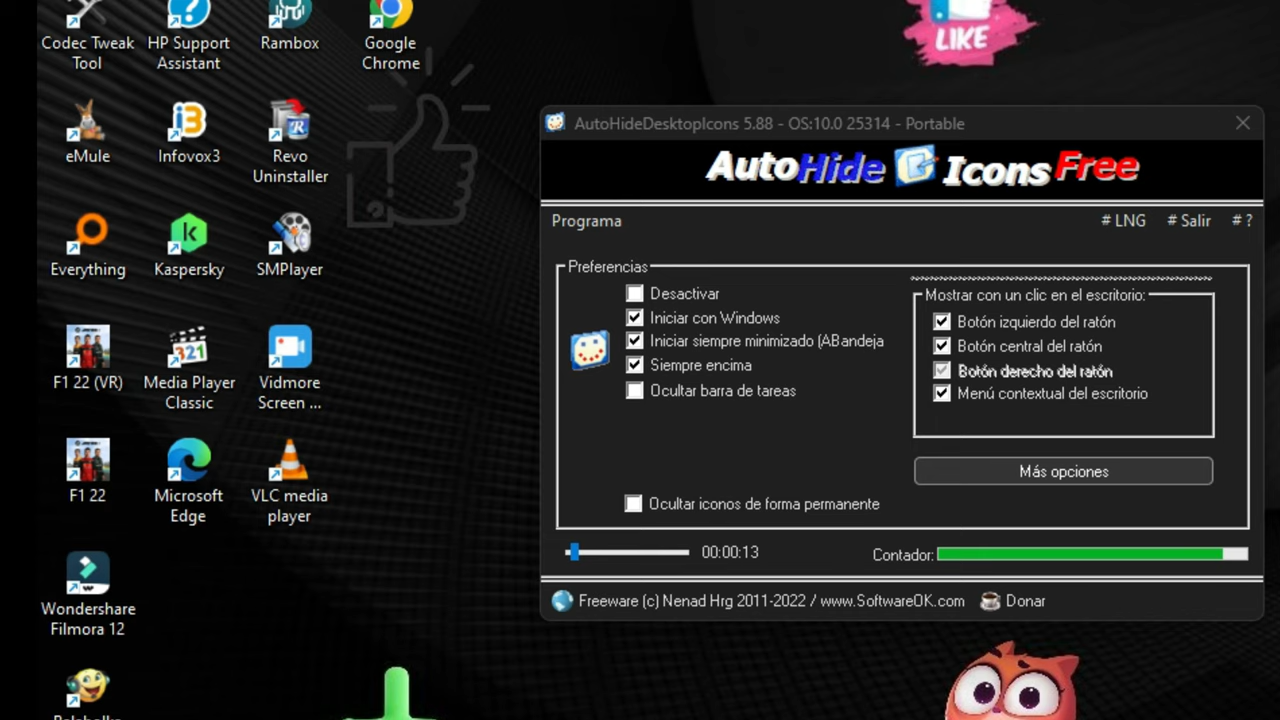 LIKE
Codec Tweak
Tool
HP Support
Assistant
Rambox
Google
Chrome
eMule
Infovox3
Revo
Uninstaller
Everything
Kaspersky
SMPlayer
F1 22 (VR)
Media Player
Classic
Vidmore
Screen ...
F1 22
Microsoft
Edge
VLC media
player
Wondershare
Filmora 12
AutoHideDesktopIcons 5.88 - OS:10.0 25314 - Portable
AutoHide Icons Free
Programa
# LNG # Salir # ?
Preferencias
Desactivar
Iniciar con Windows
Iniciar siempre minimizado (ABandeja
Siempre encima
Ocultar barra de tareas
Mostrar con un clic en el escritorio:
Botón izquierdo del ratón
Botón central del ratón
Botón derecho del ratón
Menú contextual del escritorio
Más opciones
Ocultar iconos de forma permanente
00:00:13
Contador:
Freeware (c) Nenad Hrg 2011-2022 / www.SoftwareOK.com Donar